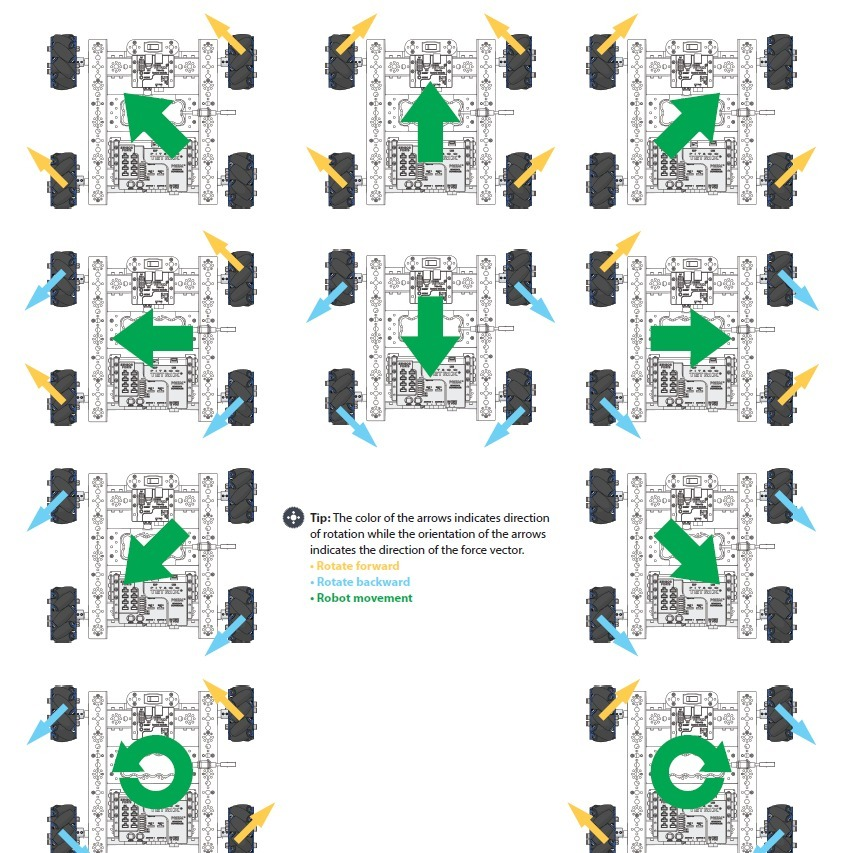 Tip: The color of the arrows indicates direction
of rotation while the orientation of the arrows
indicates the direction of the force vector.
• Rotate forward
• Rotate backward
• Robot movement